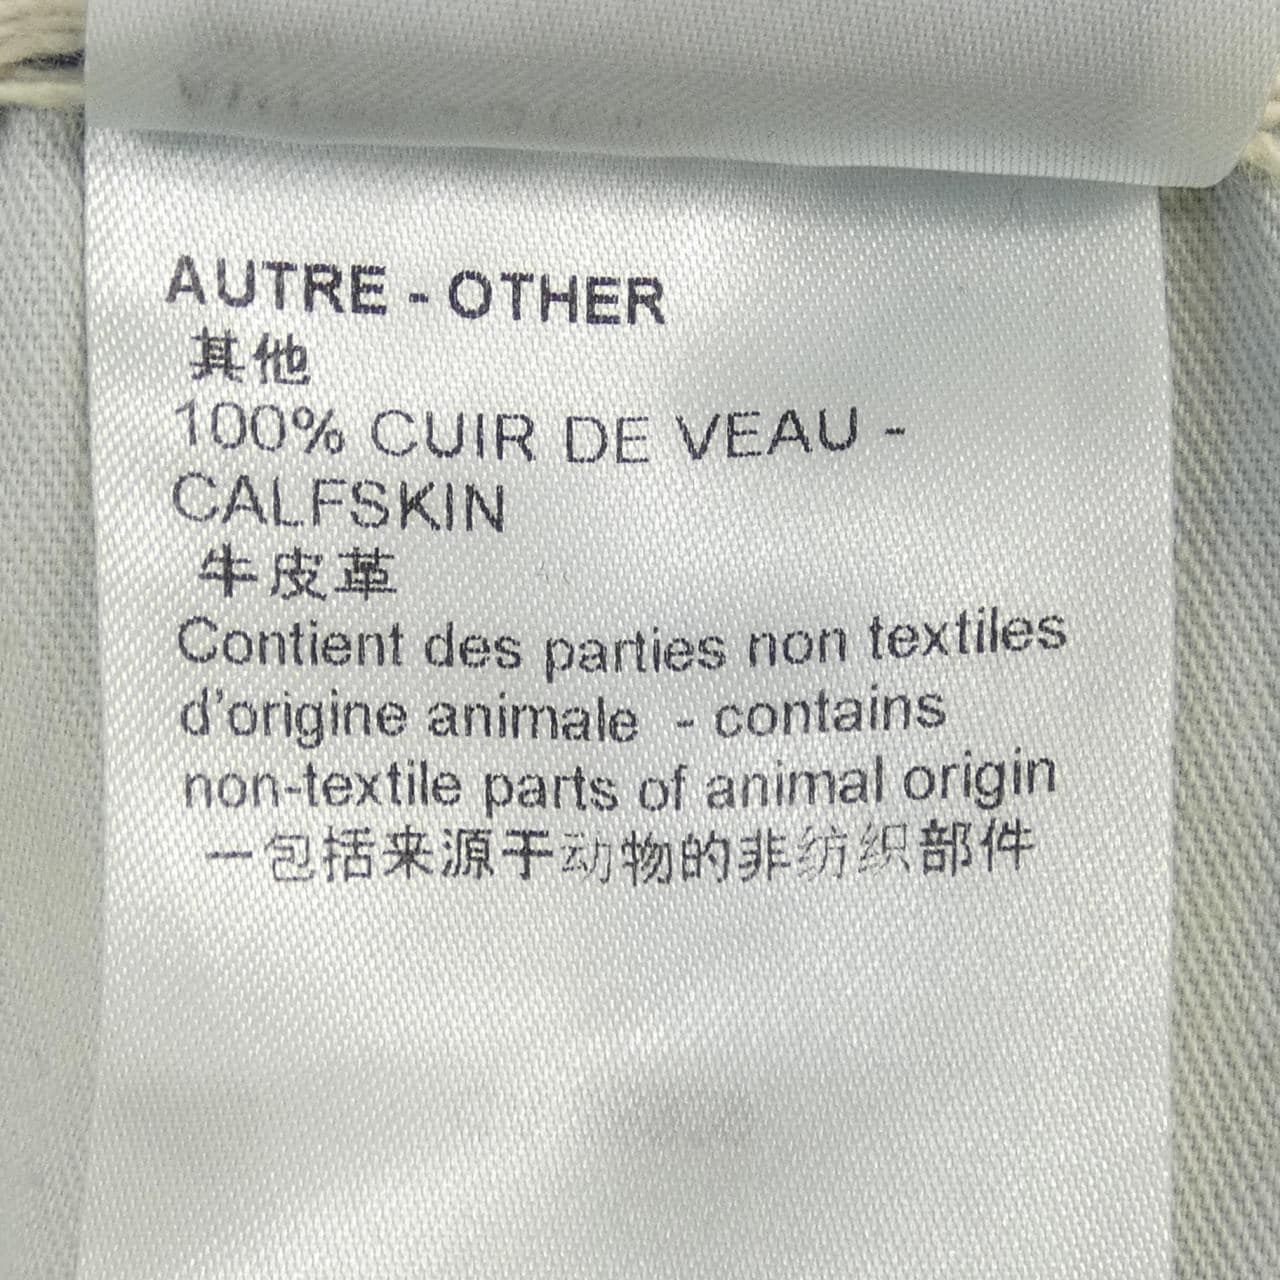 AUTRE - OTHER
其他
100% CUIR DE VEAU -
CALFSKIN
牛皮革
Contient des parties non textiles
d'origine animale - contains
non-textile parts of animal origin
一包括来源于动物的非纺织部件